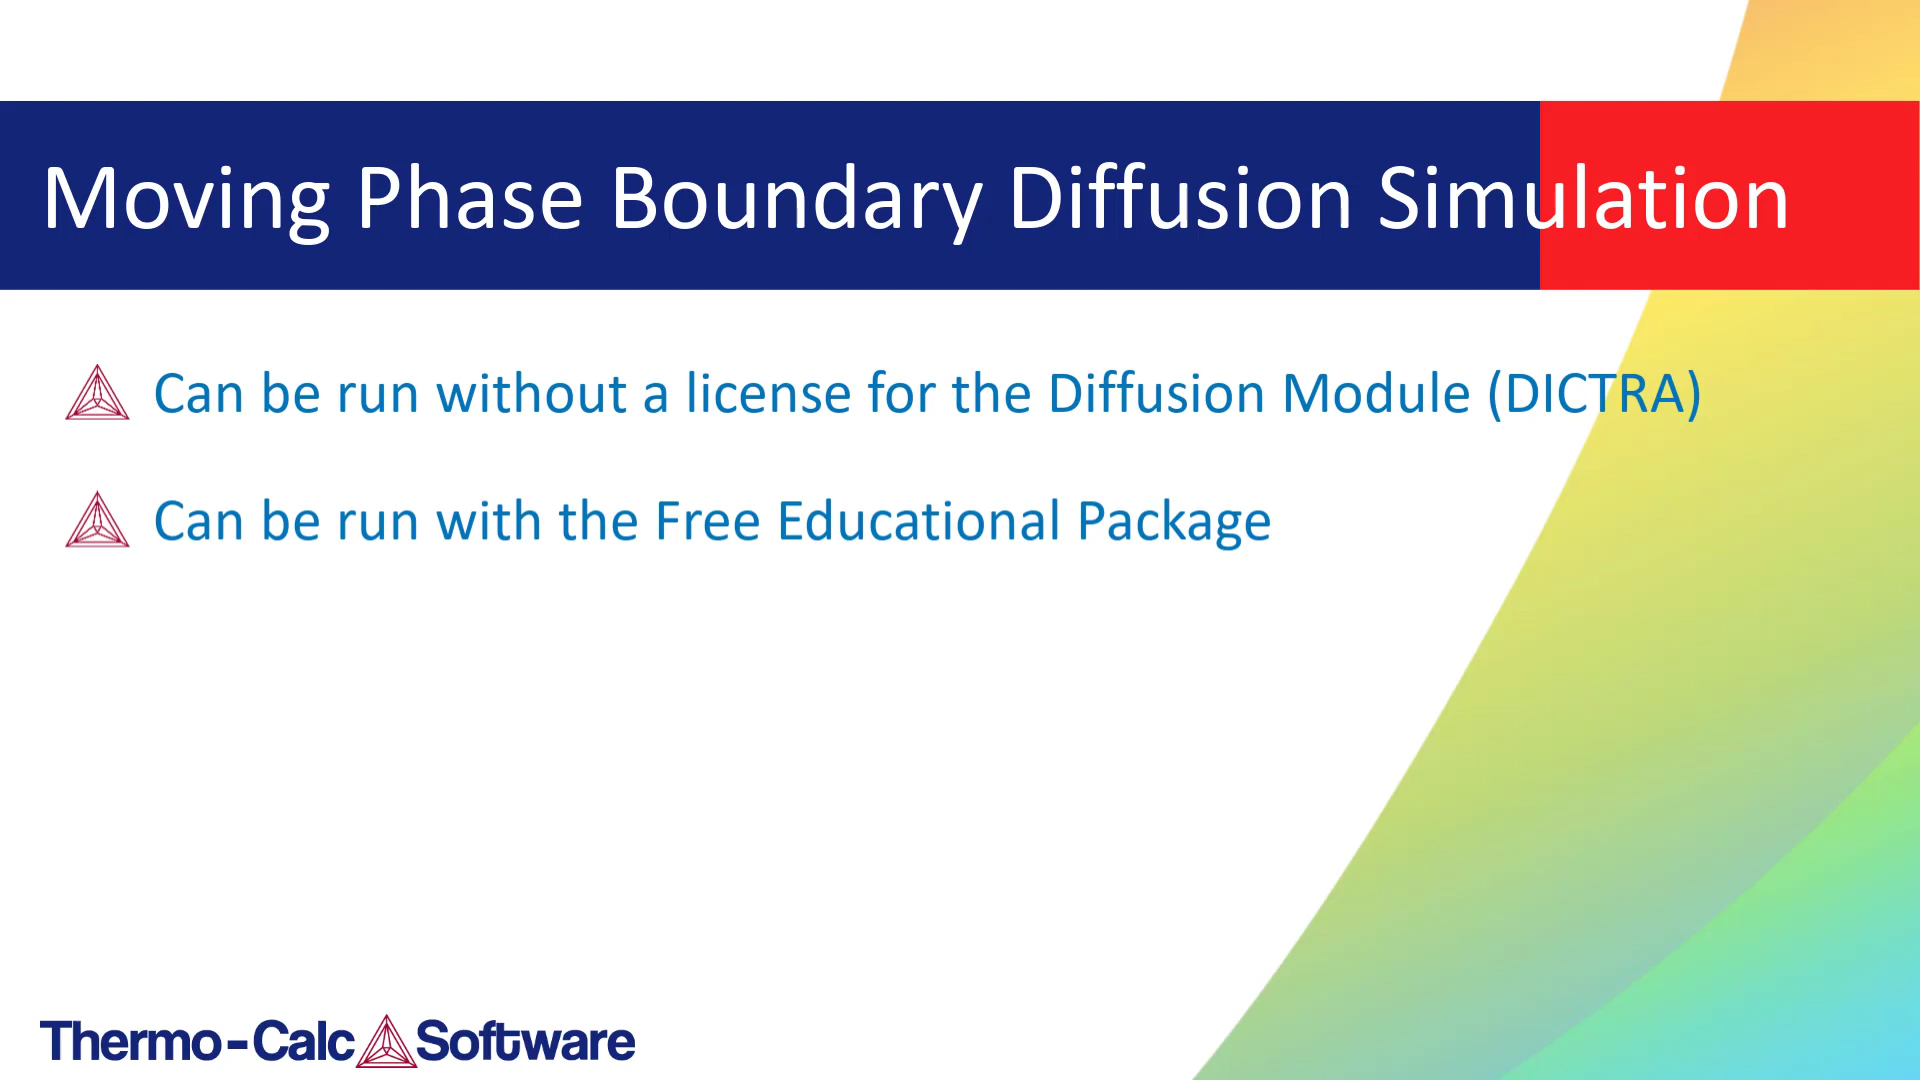 Moving Phase Boundary Diffusion Simulation
Can be run without a license for the Diffusion Module (DICTRA)
Can be run with the Free Educational Package
Thermo-Calc Software